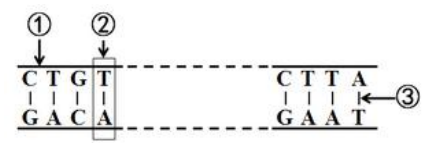 ① ②
C T G T C T T A
③
G A C A G A A T